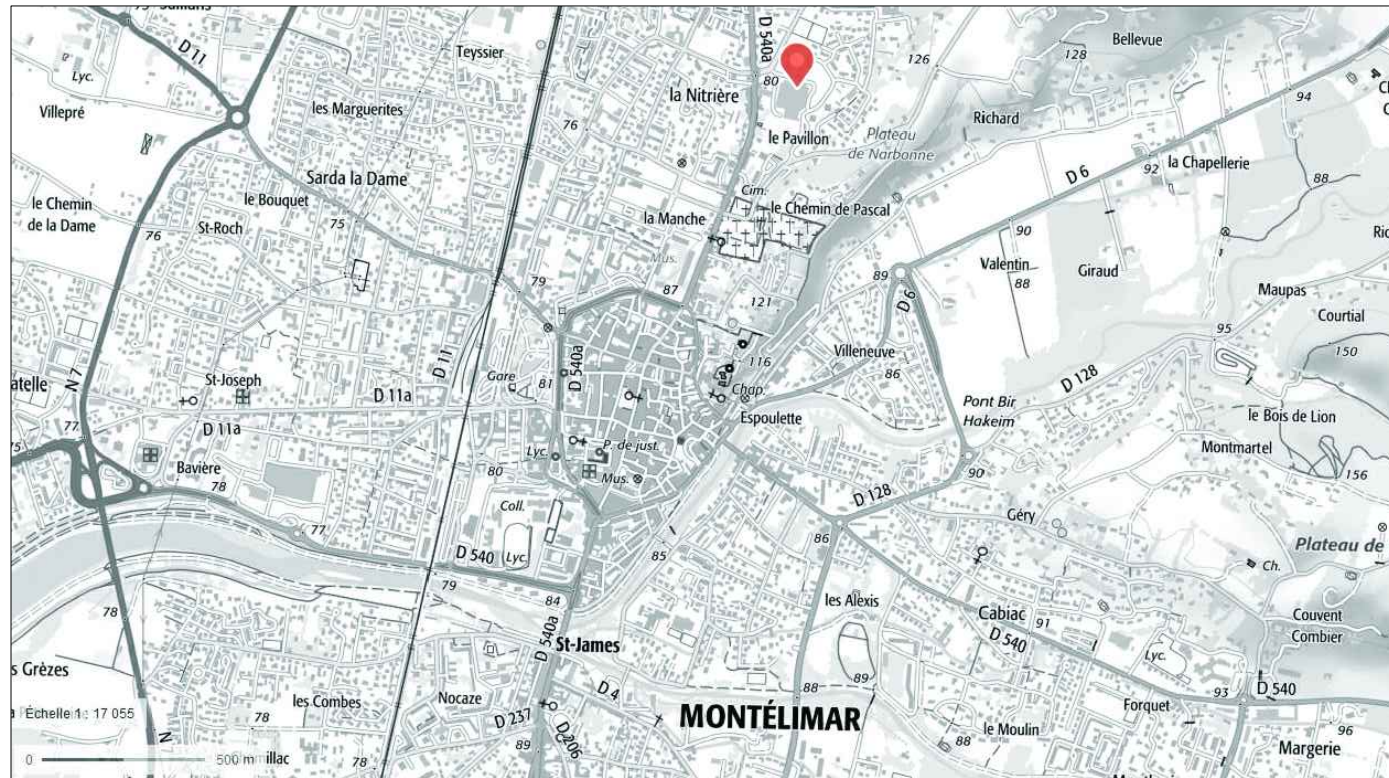 D 11
D 540a
Teyssier
Bellevue
128
126
Lyc.
80
la Nitrière
94
Villepré
les Marguerites
76
le Pavillon
Plateau
de Narbonne
Richard
la Chapellerie
D 6
92
88
Sarda la Dame
le Bouquet
Cim.
le Chemin de Pascal
le Chemin
de la Dame
St-Roch
75
76
la Manche
Mus.
90
89
Valentin
88
Giraud
79
87
121
D 6
Maupas
95
Courtial
150
D 11
D 540a
116
Villeneuve
86
Gare
81
St-Joseph
D 11a
Chap.
D 128
Pont Bir
Hakeim
le Bois de Lion
N 7
77
75
D 11a
Espoulette
Montmartel
156
Bavière
78
80
Lyc.
P. de just.
Mus.
90
D 128
Géry
77
Coll.
Lyc.
85
86
Plateau de
Ch.
D 540
79
84
les Alexis
Cabiac
91
Couvent
Combier
78
D 540a
St-James
D 540
Lyc.
s Grèzes
les Combes
Nocaze
D 4
88
89
93
D 540
Forquet
Échelle 1 : 17 055
78
D 237
D 206
MONTÉLIMAR
le Moulin
88
96
Margerie
0
500 m
millac
78
89
N